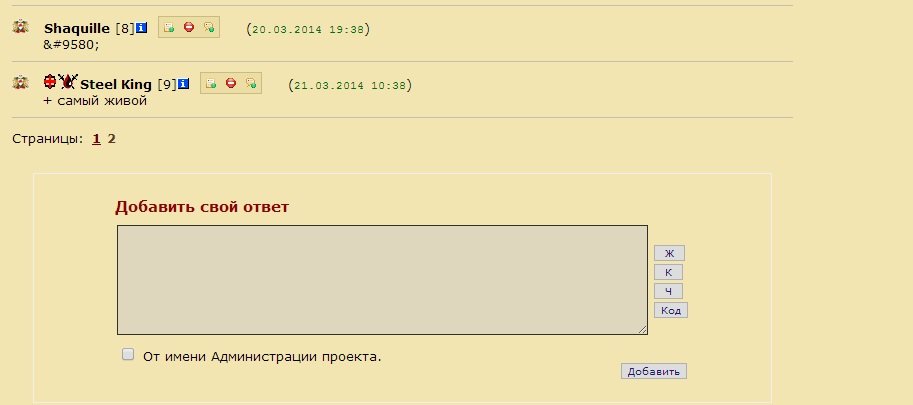 Shaquille [8] (20.03.2014 19:38)
&#9580;
Steel King [9] (21.03.2014 10:38)
+ самый живой
Страницы: 1 2
Добавить свой ответ
Ж
К
Ч
Код
От имени Администрации проекта.
Добавить